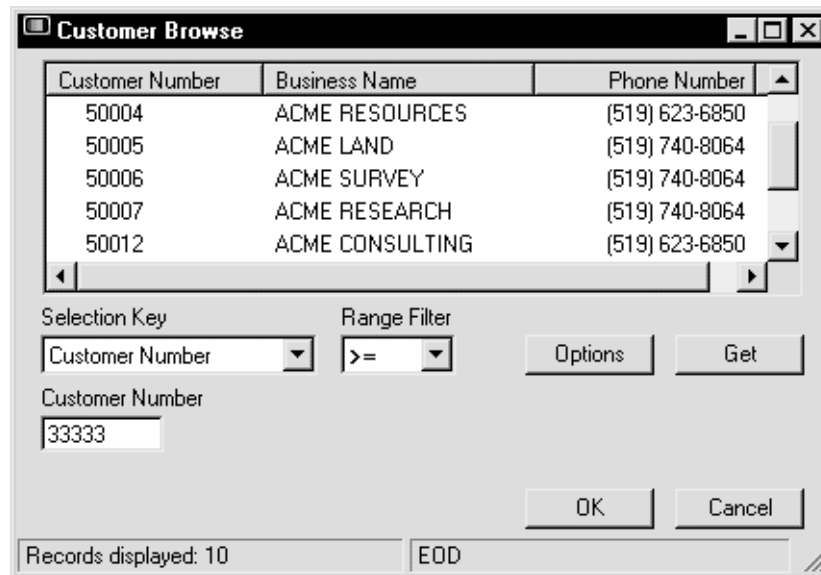 Customer Browse
Customer Number Business Name Phone Number
50004 ACME RESOURCES (519) 623-6850
50005 ACME LAND (519) 740-8064
50006 ACME SURVEY (519) 740-8064
50007 ACME RESEARCH (519) 740-8064
50012 ACME CONSULTING (519) 623-6850
Selection Key Range Filter
Customer Number >= Options Get
Customer Number
33333
OK Cancel
Records displayed: 10 EOD